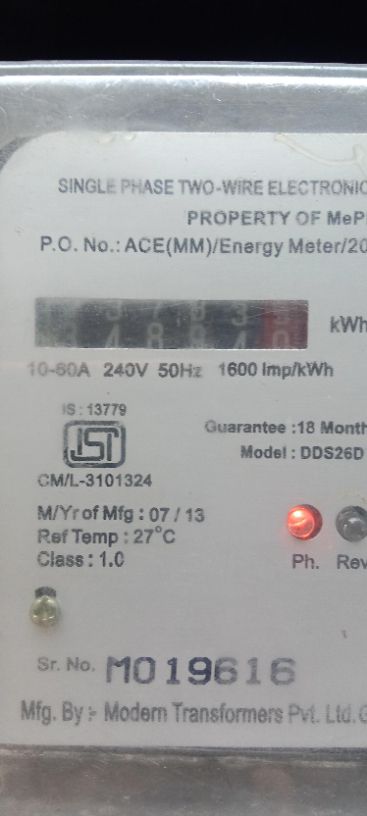 SINGLE PHASE TWO-WIRE ELECTRONIC
PROPERTY OF MeP
P.O. No.: ACE(MM)/Energy Meter/20
kWh
10-60A 240V 50Hz 1600 Imp/kWh
IS : 13779
ISI
Guarantee :18 Month
Model : DDS26D
CM/L-3101324
M/Yr of Mfg : 07 / 13
Ref Temp : 27°C
Class : 1.0
Ph. Rev
Sr. No. M019616
Mfg. By :- Modern Transformers Pvt. Ltd.